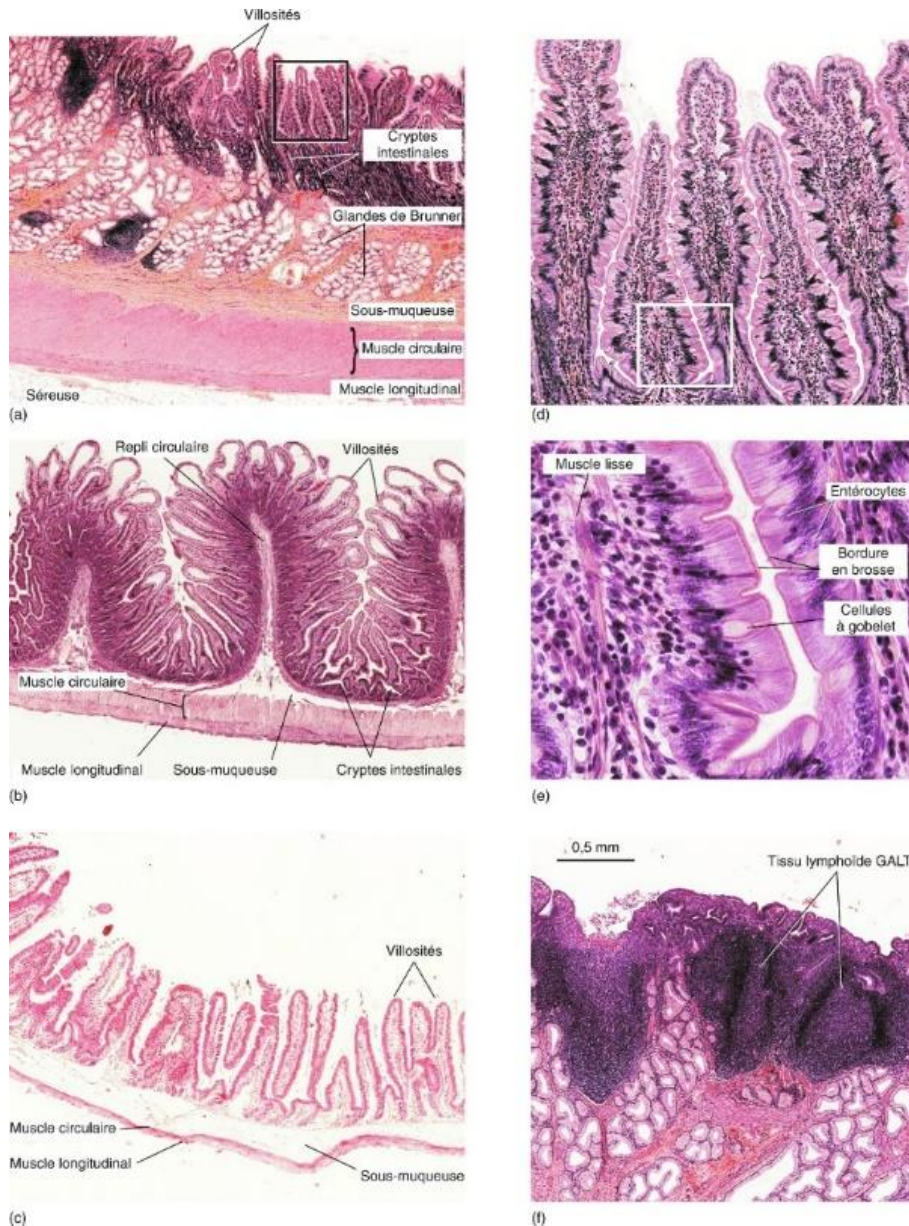 Villosités
Cryptes
intestinales
Glandes de Brunner
Sous-muqueuse
Muscle circulaire
Muscle longitudinal
Séreuse
(a)
(d)
Repli circulaire
Villosités
Muscle circulaire
Muscle longitudinal
Sous-muqueuse
Cryptes intestinales
(b)
Muscle lisse
Entérocytes
Bordure
en brosse
Cellules
à gobelet
(e)
Villosités
Muscle circulaire
Muscle longitudinal
Sous-muqueuse
(c)
0,5 mm
Tissu lymphoïde GALT
(f)